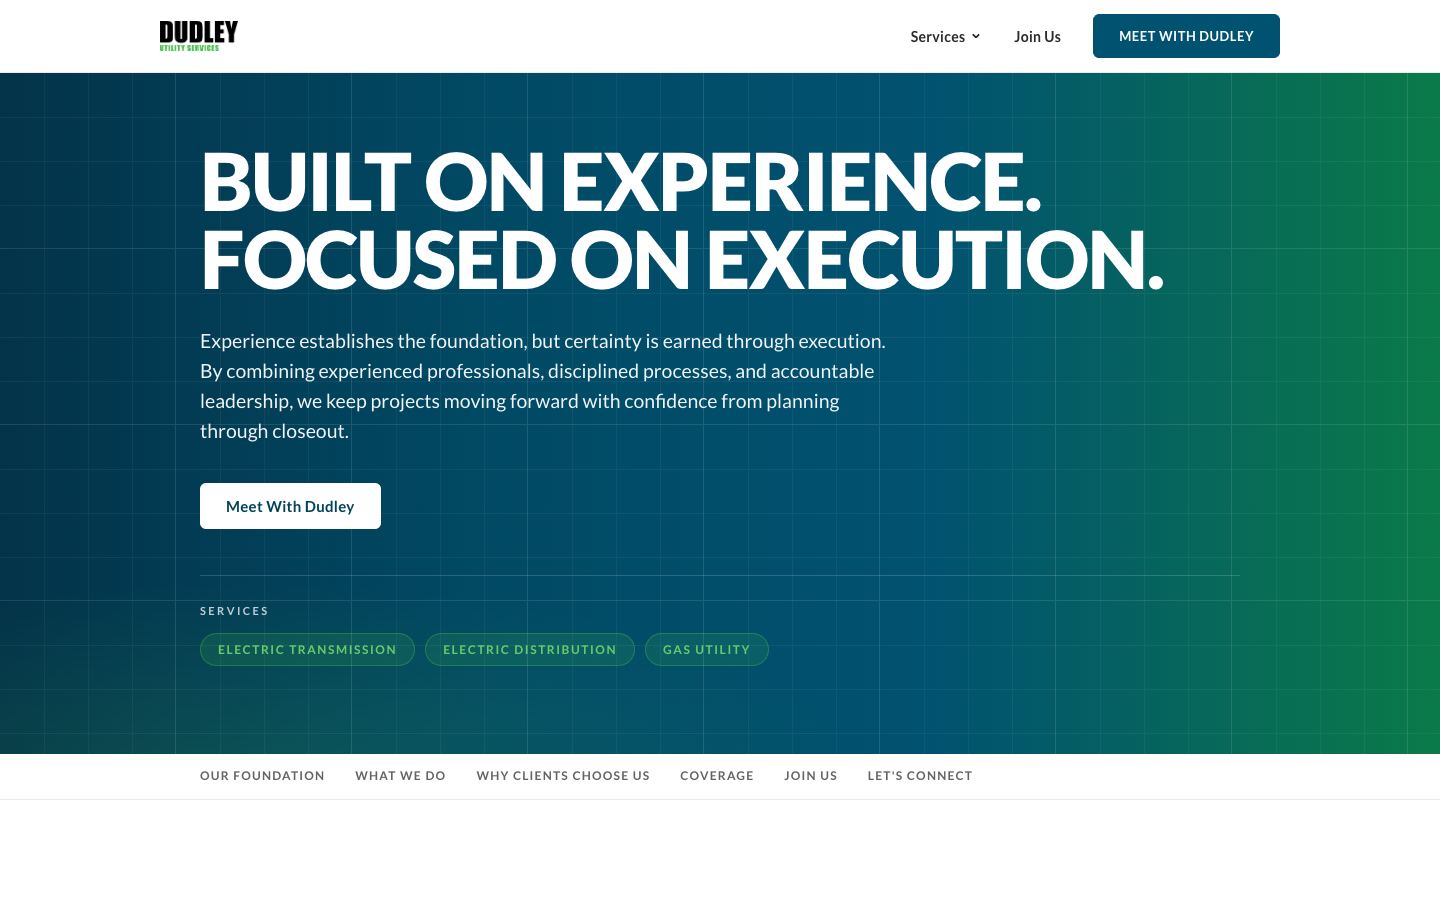 DUDLEY
UTILITY SERVICES
Services
Join Us
MEET WITH DUDLEY
BUILT ON EXPERIENCE.
FOCUSED ON EXECUTION.
Experience establishes the foundation, but certainty is earned through execution.
By combining experienced professionals, disciplined processes, and accountable
leadership, we keep projects moving forward with confidence from planning
through closeout.
Meet With Dudley
SERVICES
ELECTRIC TRANSMISSION
ELECTRIC DISTRIBUTION
GAS UTILITY
OUR FOUNDATION
WHAT WE DO
WHY CLIENTS CHOOSE US
COVERAGE
JOIN US
LET'S CONNECT